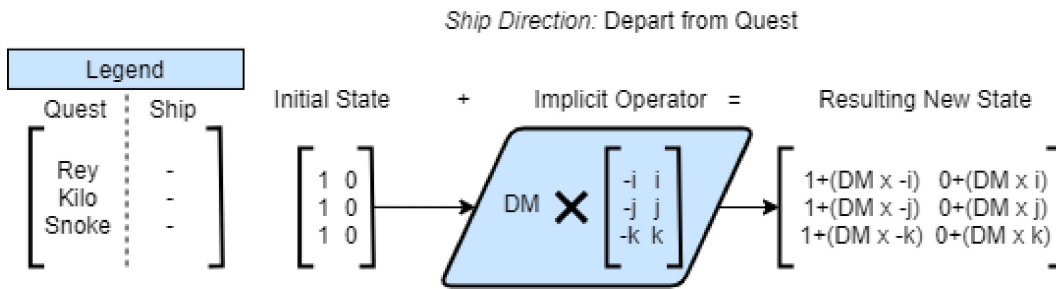 Ship Direction: Depart from Quest
Legend
Quest Ship
Rey -
Kilo -
Snoke -
Initial State + Implicit Operator = Resulting New State
1 0
1 0
1 0
DM ×
-i i
-j j
-k k
1+(DM x -i) 0+(DM x i)
1+(DM x -j) 0+(DM x j)
1+(DM x -k) 0+(DM x k)